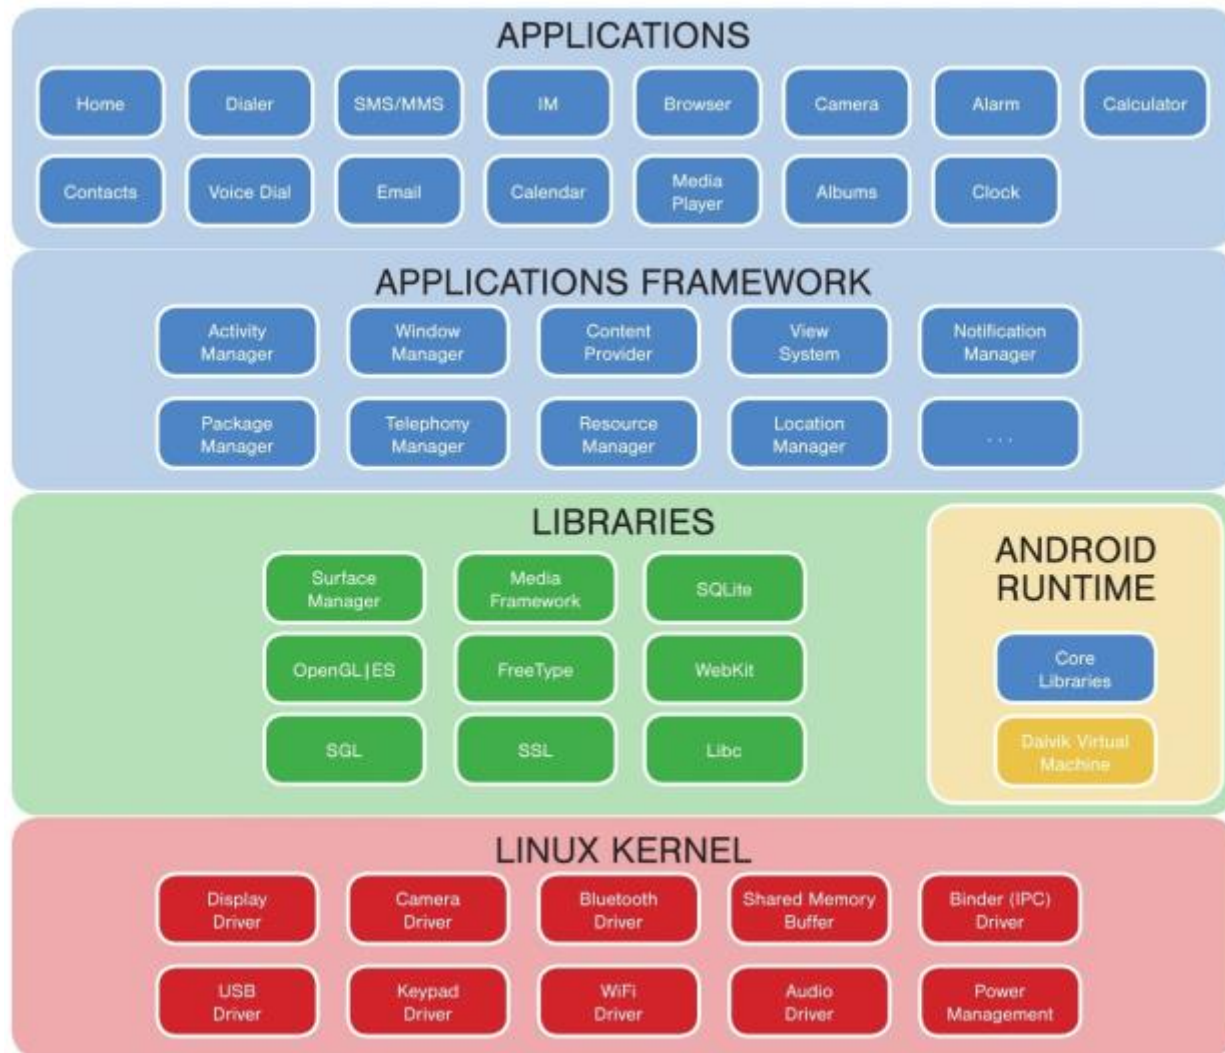 APPLICATIONS
Home
Dialer
SMS/MMS
IM
Browser
Camera
Alarm
Calculator
Contacts
Voice Dial
Email
Calendar
Media
Player
Albums
Clock
APPLICATIONS FRAMEWORK
Activity
Manager
Window
Manager
Content
Provider
View
System
Notification
Manager
Package
Manager
Telephony
Manager
Resource
Manager
Location
Manager
...
LIBRARIES
Surface
Manager
Media
Framework
SQLite
OpenGL|ES
FreeType
WebKit
SGL
SSL
Libc
ANDROID
RUNTIME
Core
Libraries
Dalvik Virtual
Machine
LINUX KERNEL
Display
Driver
Camera
Driver
Bluetooth
Driver
Shared Memory
Buffer
Binder (IPC)
Driver
USB
Driver
Keypad
Driver
WiFi
Driver
Audio
Driver
Power
Management